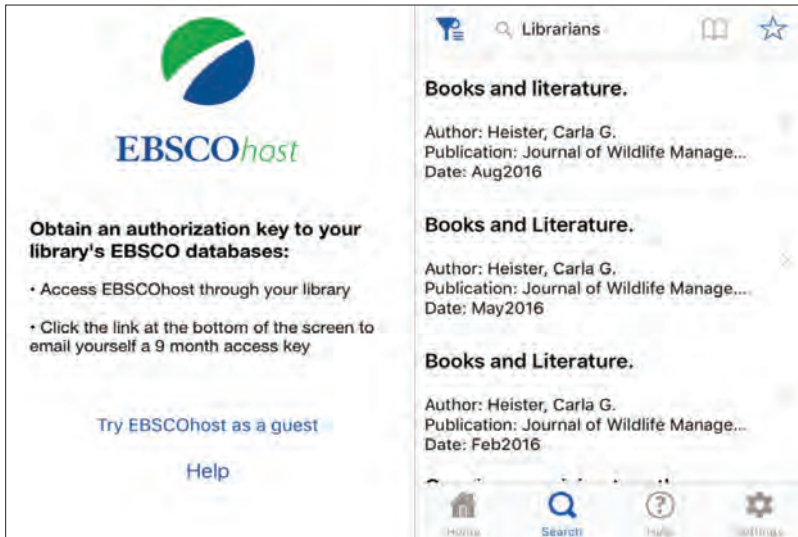 EBSCOhost
Obtain an authorization key to your
library's EBSCO databases:
• Access EBSCOhost through your library
• Click the link at the bottom of the screen to
email yourself a 9 month access key
Try EBSCOhost as a guest
Help
Librarians
Books and literature.
Author: Heister, Carla G.
Publication: Journal of Wildlife Manage...
Date: Aug2016
Books and Literature.
Author: Heister, Carla G.
Publication: Journal of Wildlife Manage...
Date: May2016
Books and Literature.
Author: Heister, Carla G.
Publication: Journal of Wildlife Manage...
Date: Feb2016
Home
Search
Help
Settings